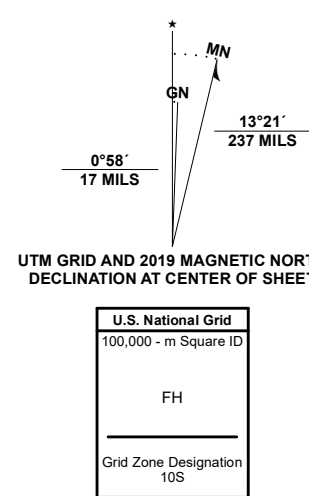 MN
GN
13°21´
237 MILS
0°58´
17 MILS
UTM GRID AND 2019 MAGNETIC NORT
DECLINATION AT CENTER OF SHEET
U.S. National Grid
100,000 - m Square ID
FH
Grid Zone Designation
10S